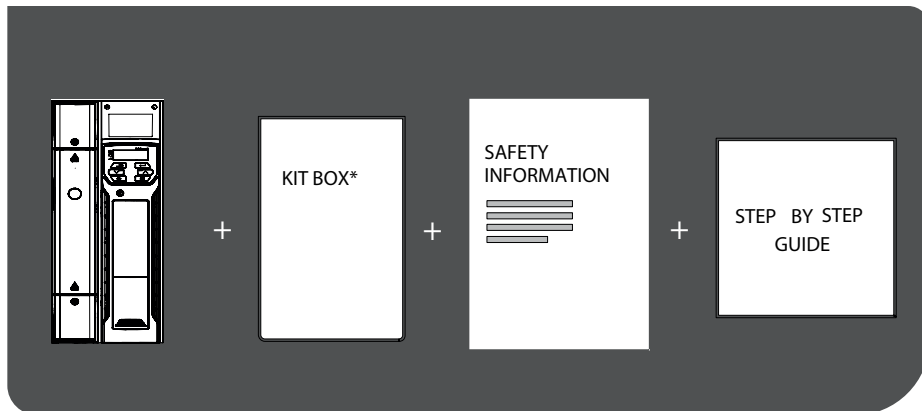 KIT BOX*
SAFETY
INFORMATION
STEP BY STEP
GUIDE